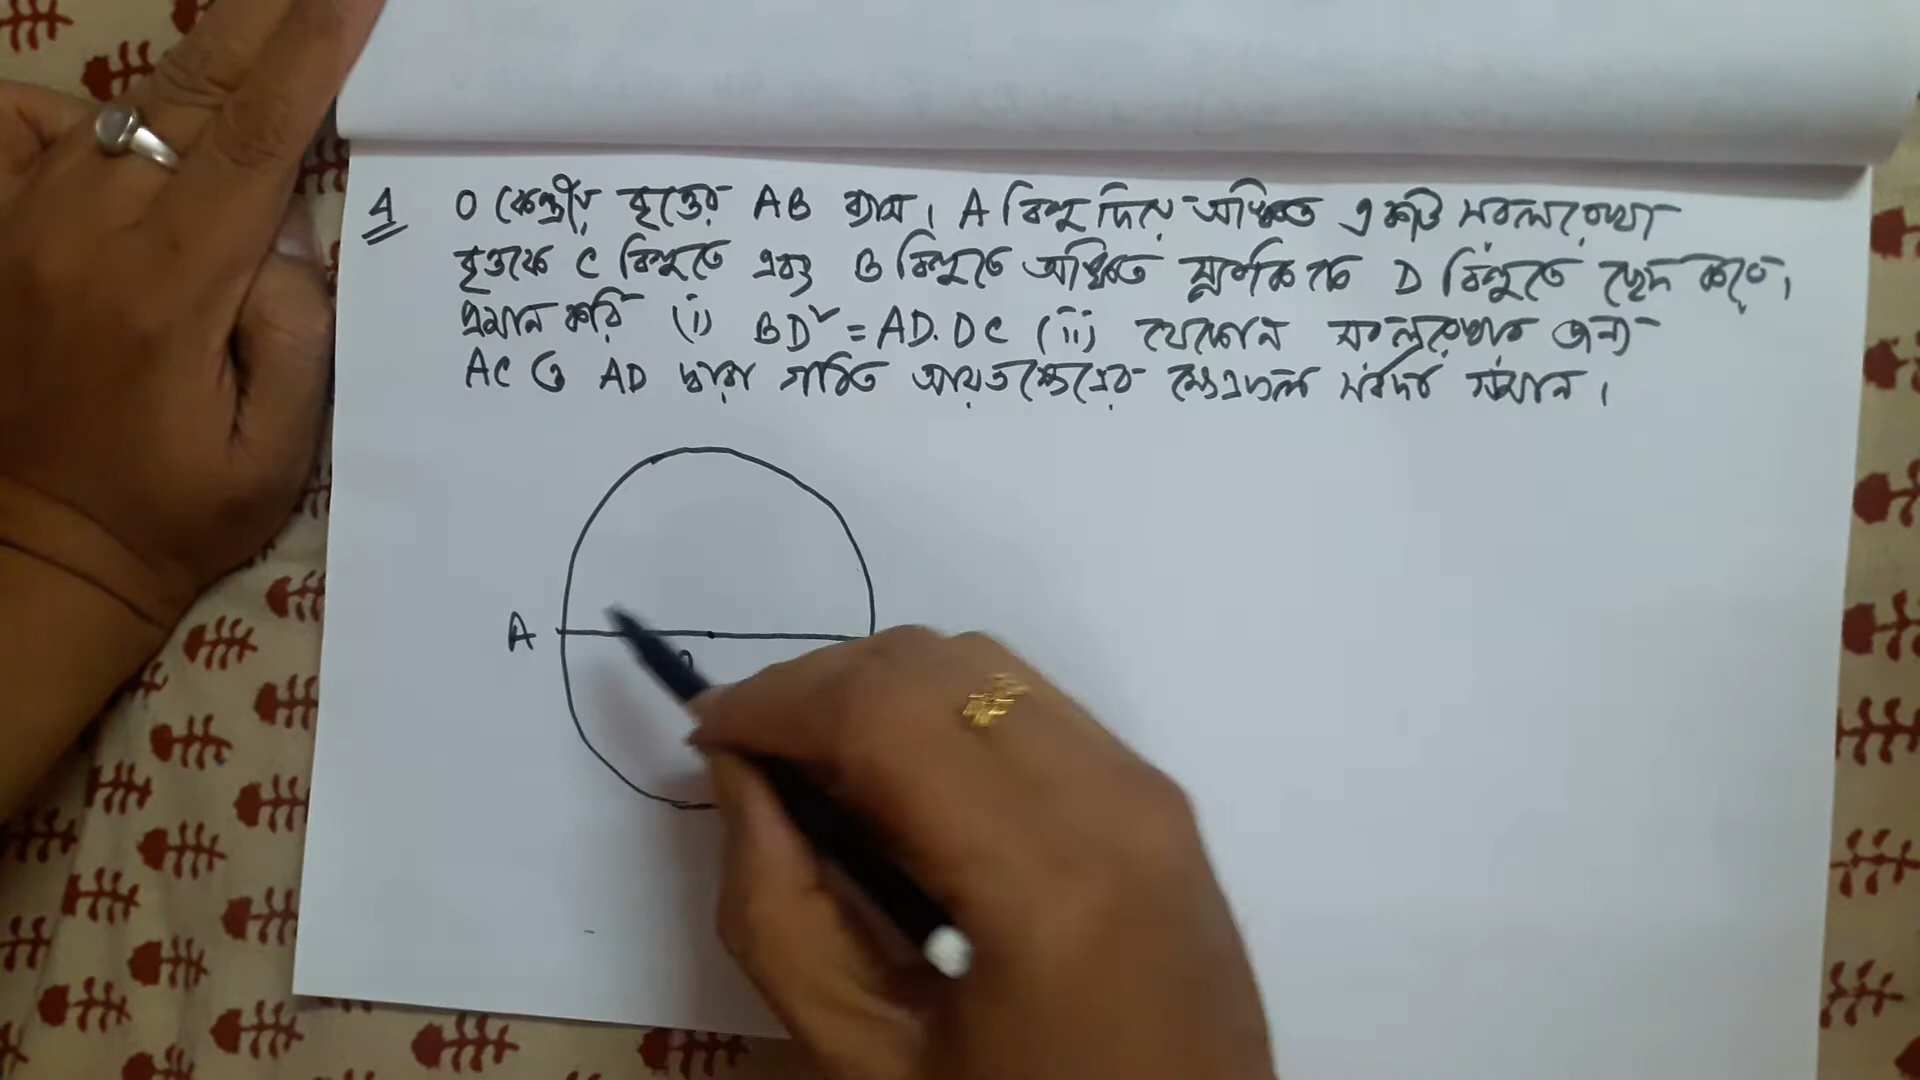 4 O কেন্দ্রীয় বৃত্তের AB ব্যাস। A বিন্দু দিয়ে অঙ্কিত একটি সরলরেখা
বৃত্তকে C বিন্দুতে এবং B বিন্দুতে অঙ্কিত স্পর্শককে D বিন্দুতে ছেদ করে।
প্রমান করি (i) BD² = AD.DC (ii) যেকোন সরলরেখার জন্য
AC ও AD দ্বারা গঠিত আয়তক্ষেত্রের ক্ষেত্রফল সর্বদা সমান।
A